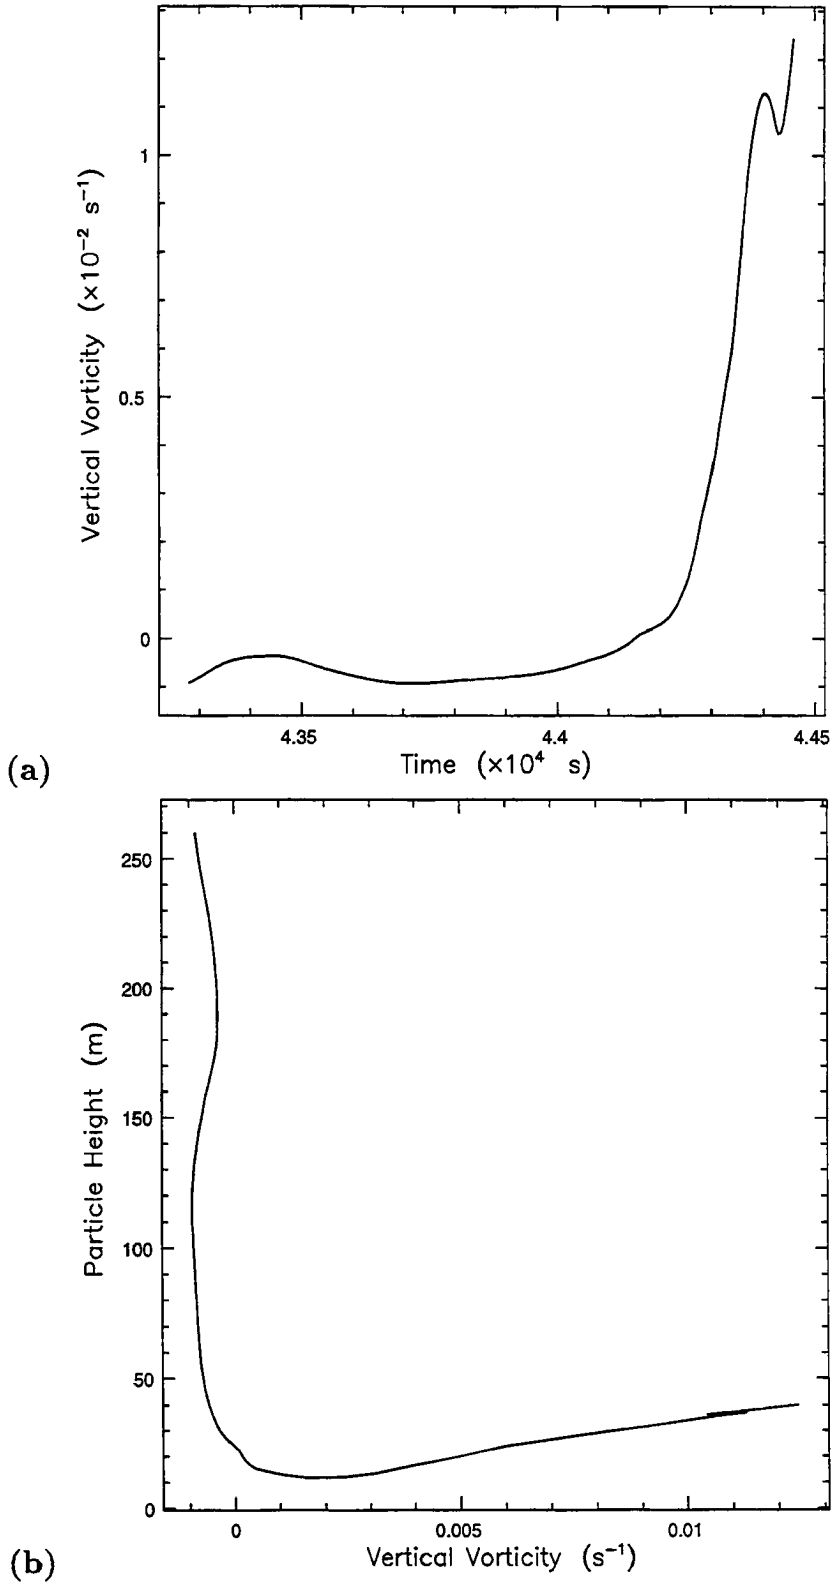 1
0.5
0
Vertical Vorticity (×10⁻² s⁻¹)
4.35
4.4
4.45
Time (×10⁴ s)
(a)
250
200
150
100
50
0
Particle Height (m)
0
0.005
0.01
Vertical Vorticity (s⁻¹)
(b)